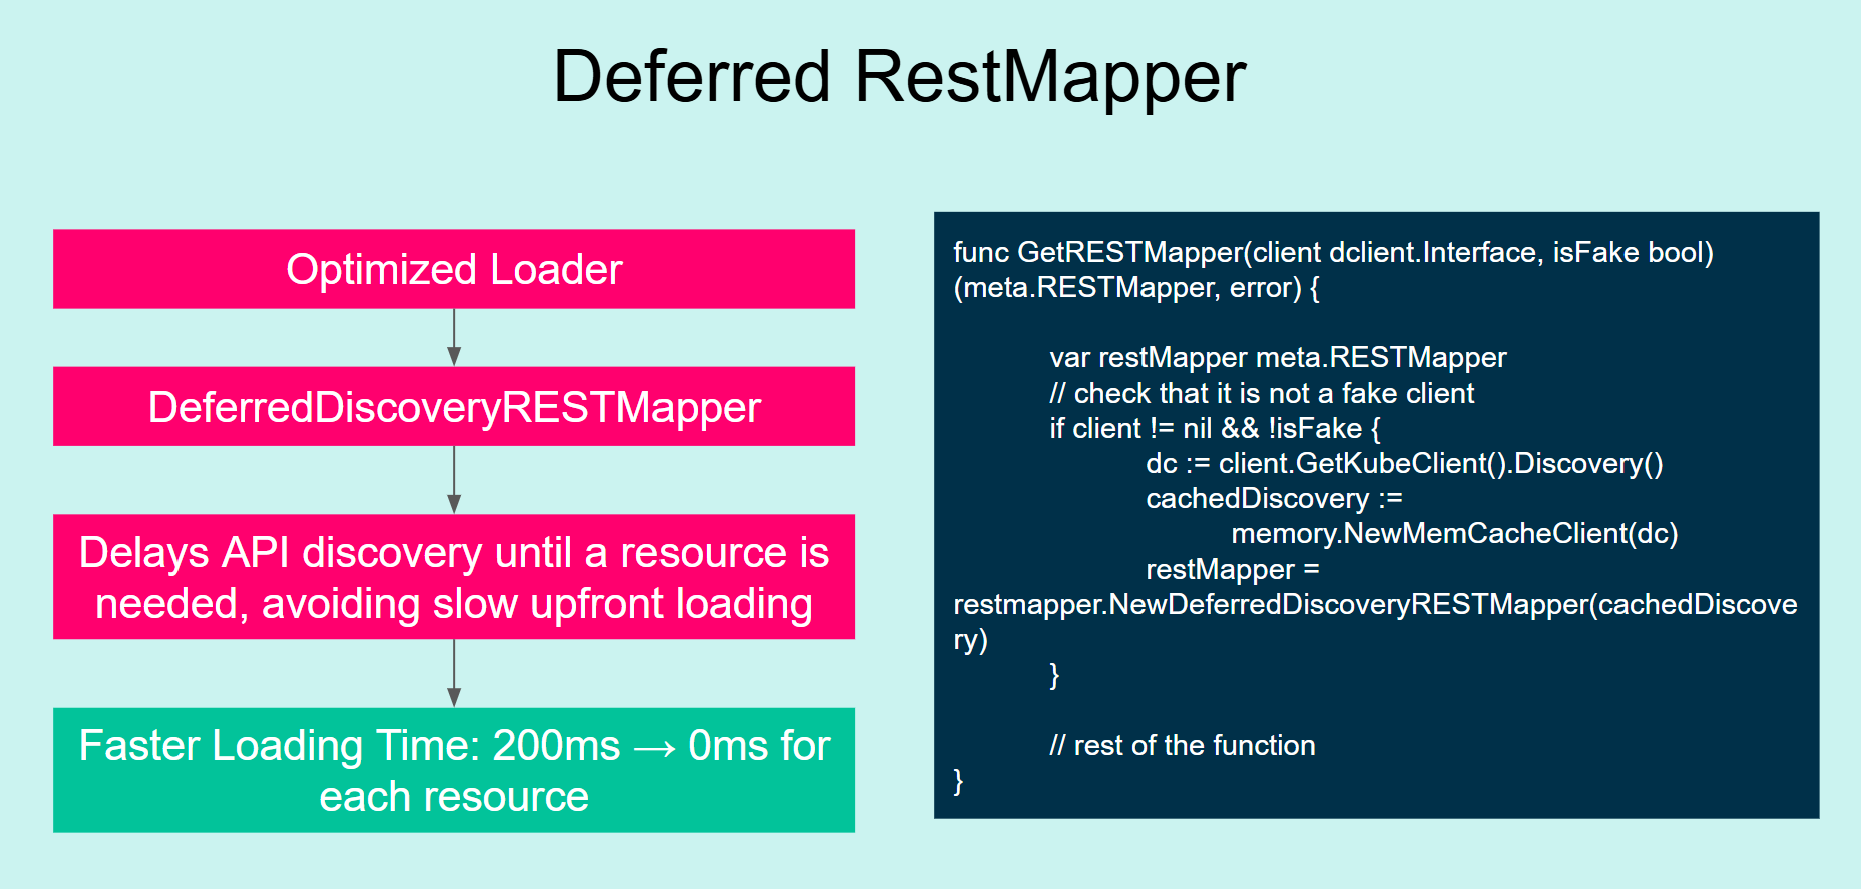 Deferred RestMapper
Optimized Loader
DeferredDiscoveryRESTMapper
Delays API discovery until a resource is
needed, avoiding slow upfront loading
Faster Loading Time: 200ms → 0ms for
each resource
func GetRESTMapper(client dclient.Interface, isFake bool)
(meta.RESTMapper, error) {
var restMapper meta.RESTMapper
// check that it is not a fake client
if client != nil && !isFake {
dc := client.GetKubeClient().Discovery()
cachedDiscovery :=
memory.NewMemCacheClient(dc)
restMapper =
restmapper.NewDeferredDiscoveryRESTMapper(cachedDiscove
ry)
}
// rest of the function
}